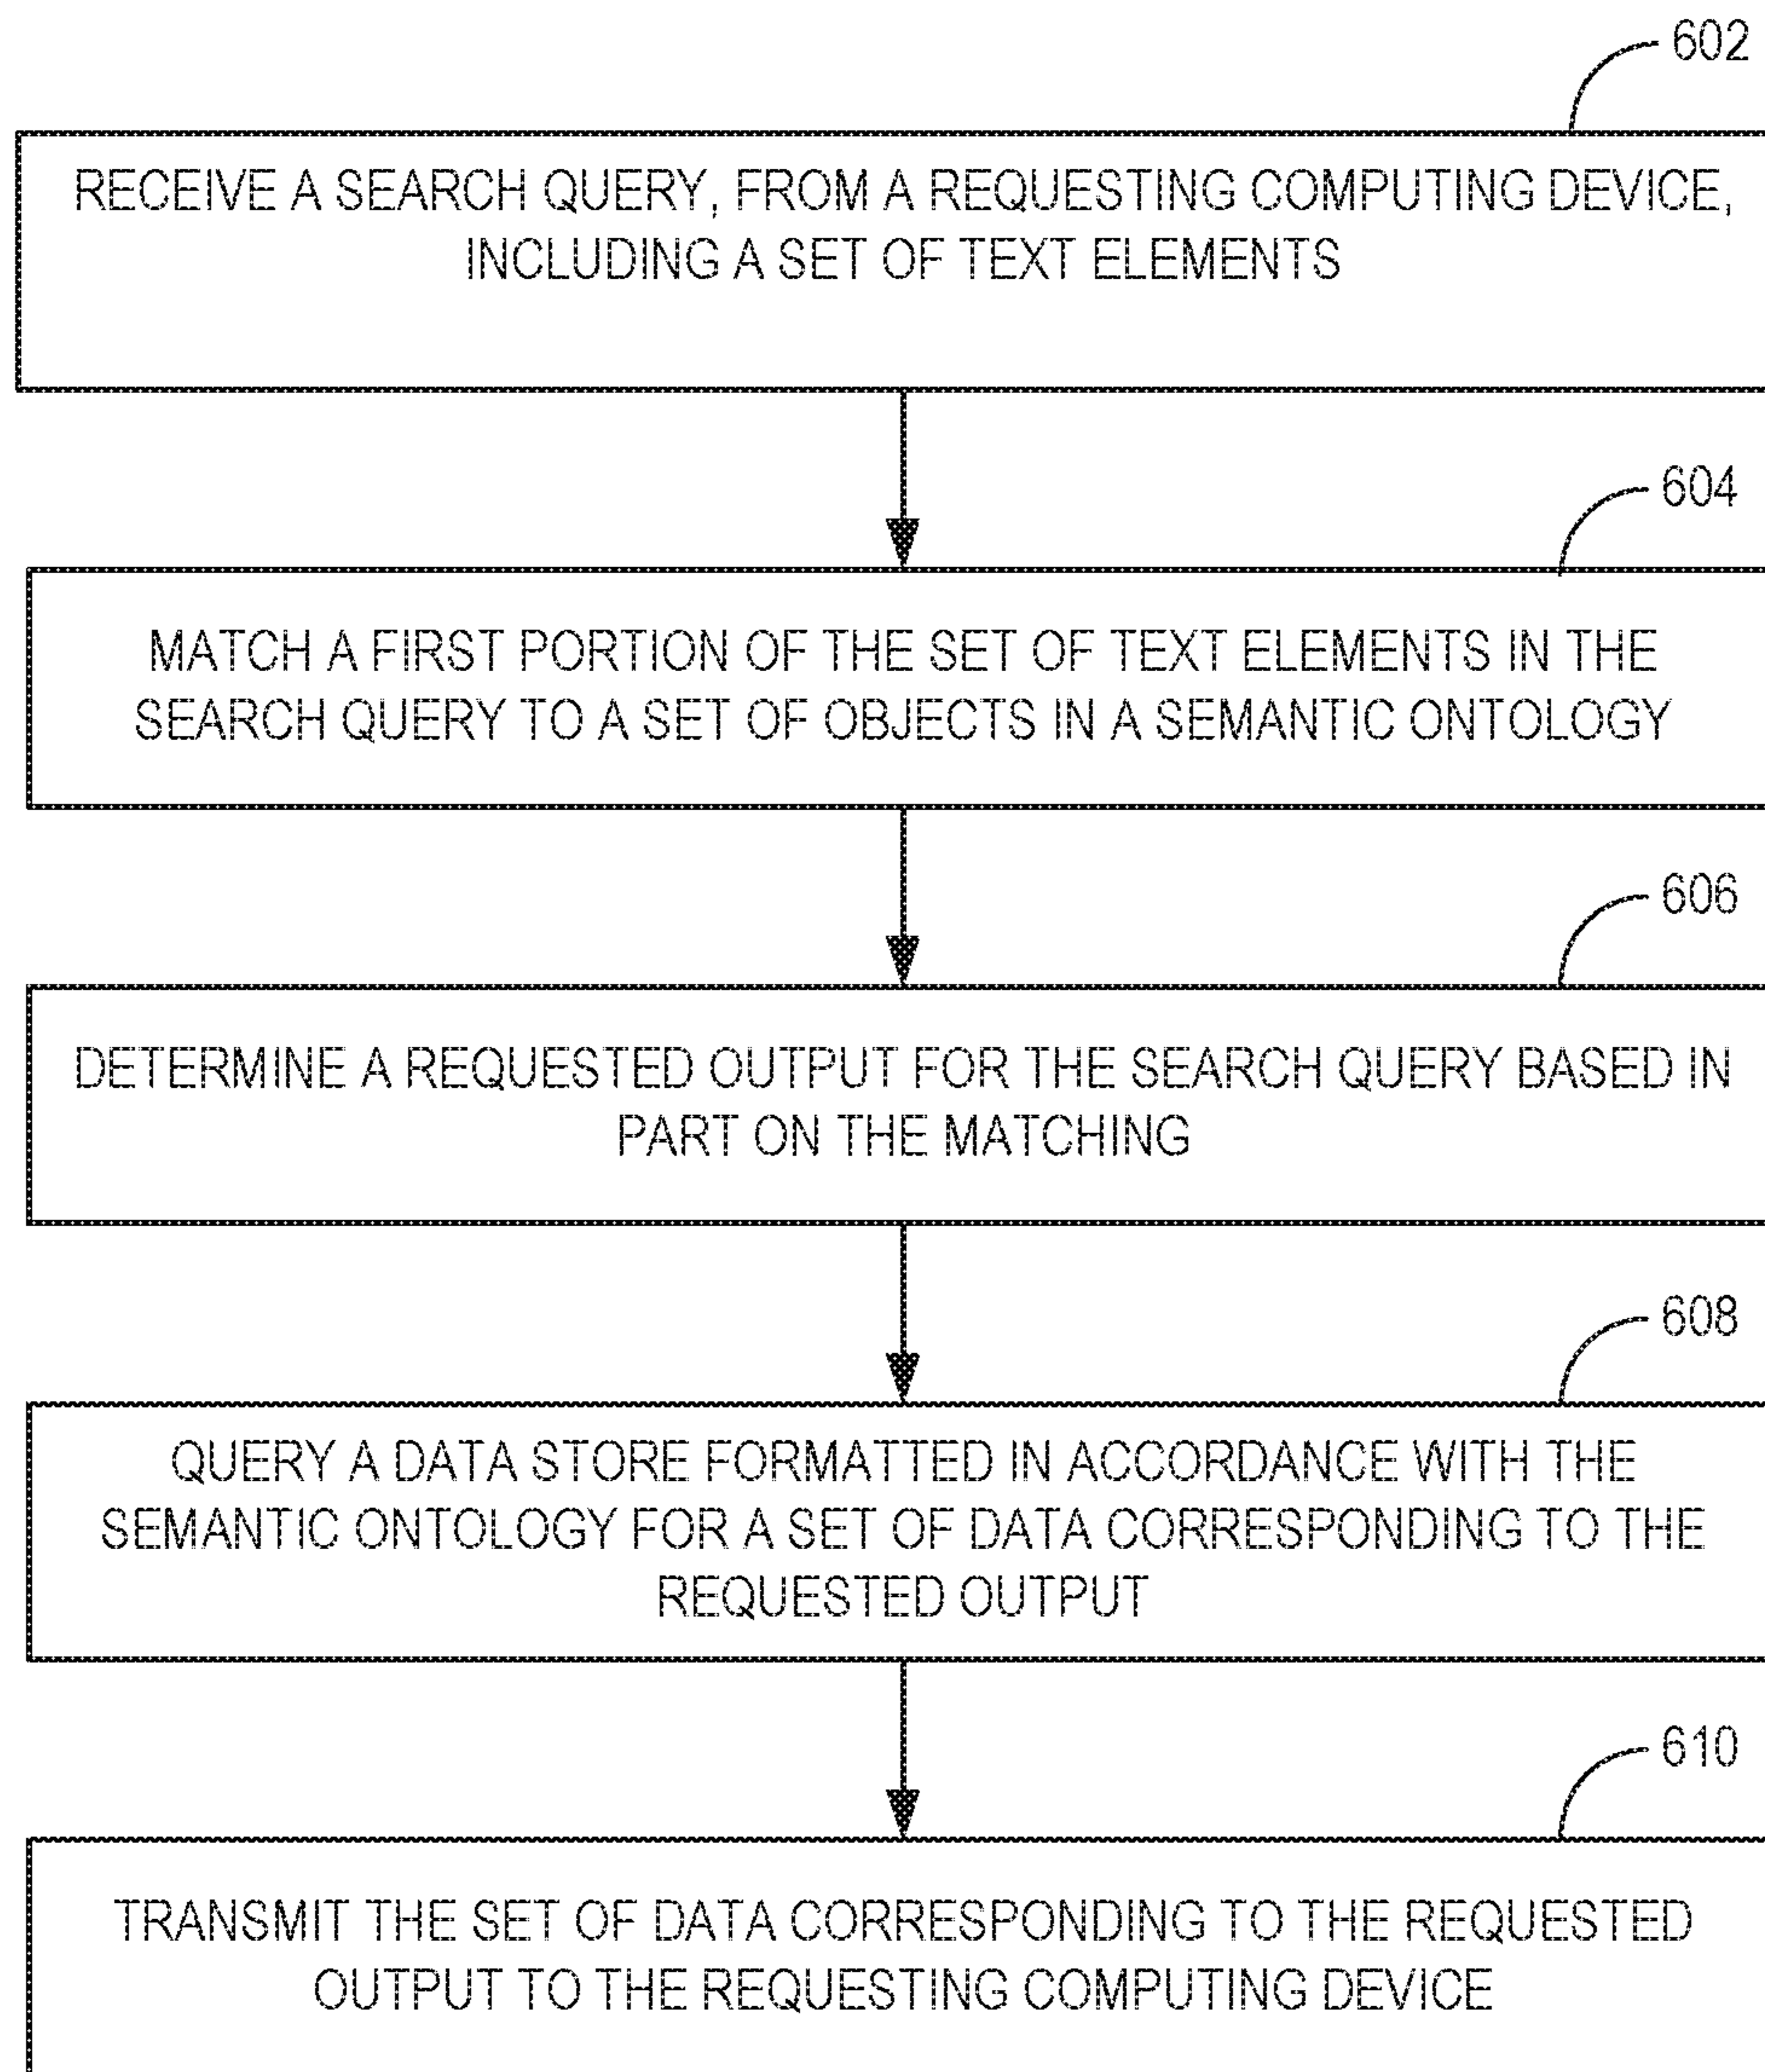 602
RECEIVE A SEARCH QUERY, FROM A REQUESTING COMPUTING DEVICE,
INCLUDING A SET OF TEXT ELEMENTS
604
MATCH A FIRST PORTION OF THE SET OF TEXT ELEMENTS IN THE
SEARCH QUERY TO A SET OF OBJECTS IN A SEMANTIC ONTOLOGY
606
DETERMINE A REQUESTED OUTPUT FOR THE SEARCH QUERY BASED IN
PART ON THE MATCHING
608
QUERY A DATA STORE FORMATTED IN ACCORDANCE WITH THE
SEMANTIC ONTOLOGY FOR A SET OF DATA CORRESPONDING TO THE
REQUESTED OUTPUT
610
TRANSMIT THE SET OF DATA CORRESPONDING TO THE REQUESTED
OUTPUT TO THE REQUESTING COMPUTING DEVICE